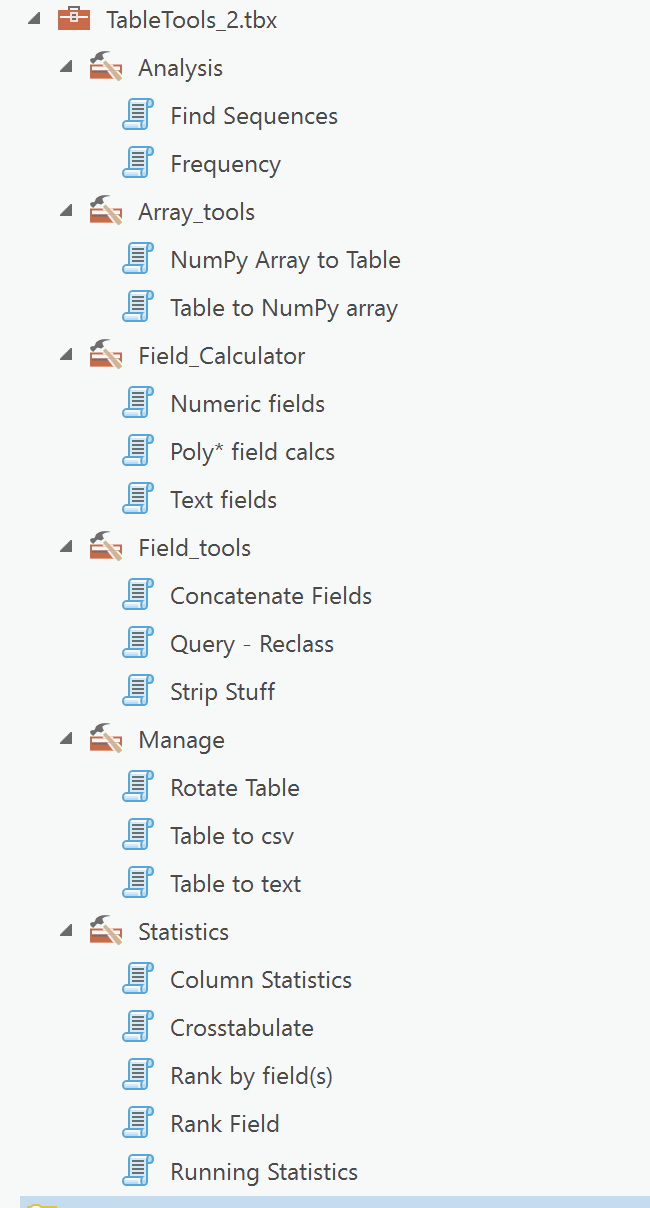 TableTools_2.tbx
Analysis
Find Sequences
Frequency
Array_tools
NumPy Array to Table
Table to NumPy array
Field_Calculator
Numeric fields
Poly* field calcs
Text fields
Field_tools
Concatenate Fields
Query - Reclass
Strip Stuff
Manage
Rotate Table
Table to csv
Table to text
Statistics
Column Statistics
Crosstabulate
Rank by field(s)
Rank Field
Running Statistics